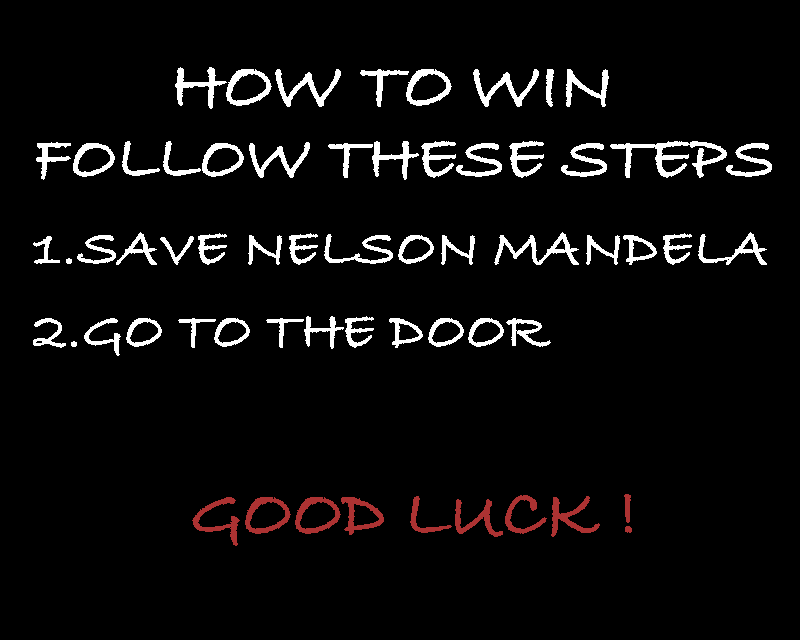 HOW TO WIN
FOLLOW THESE STEPS
1.SAVE NELSON MANDELA
2.GO TO THE DOOR
GOOD LUCK !